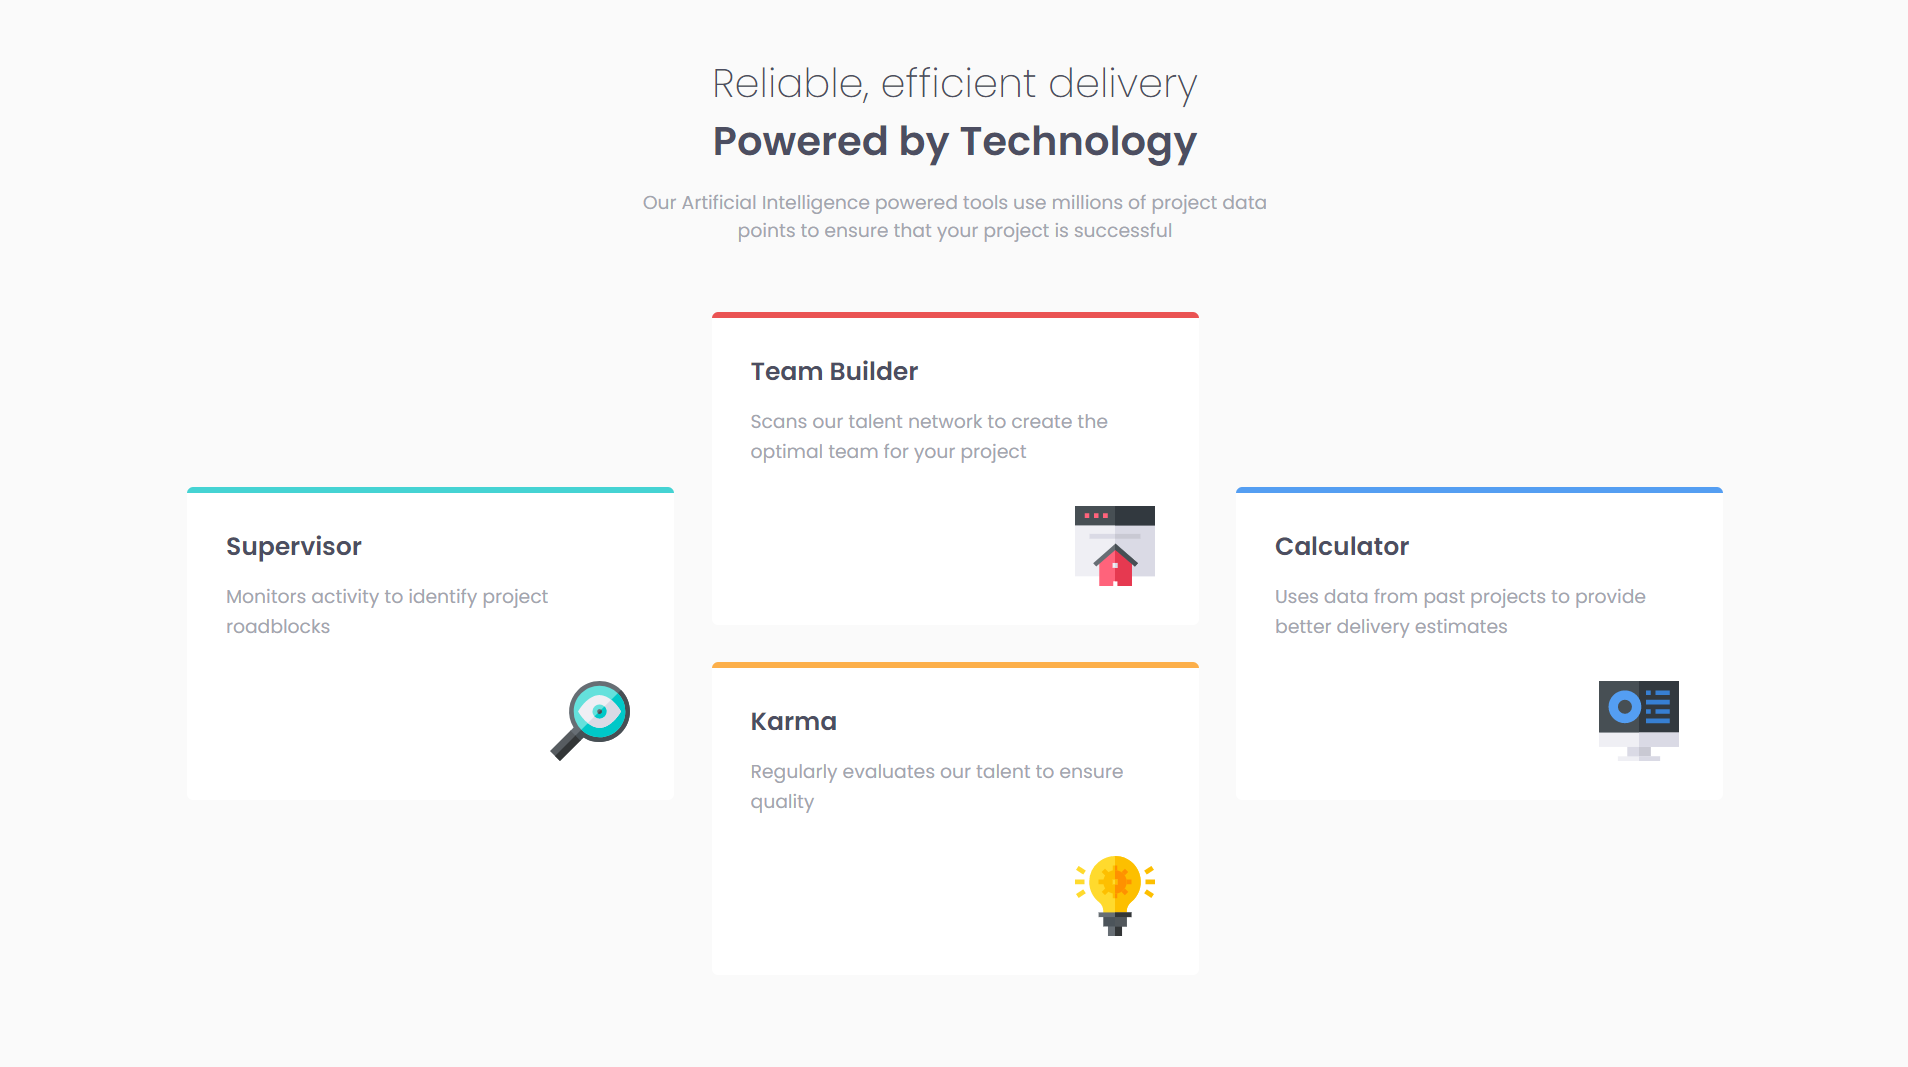 Reliable, efficient delivery
Powered by Technology
Our Artificial Intelligence powered tools use millions of project data
points to ensure that your project is successful
Team Builder
Scans our talent network to create the
optimal team for your project
Supervisor
Monitors activity to identify project
roadblocks
Calculator
Uses data from past projects to provide
better delivery estimates
Karma
Regularly evaluates our talent to ensure
quality